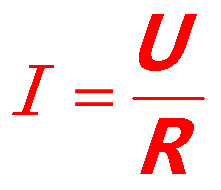 I = U/R